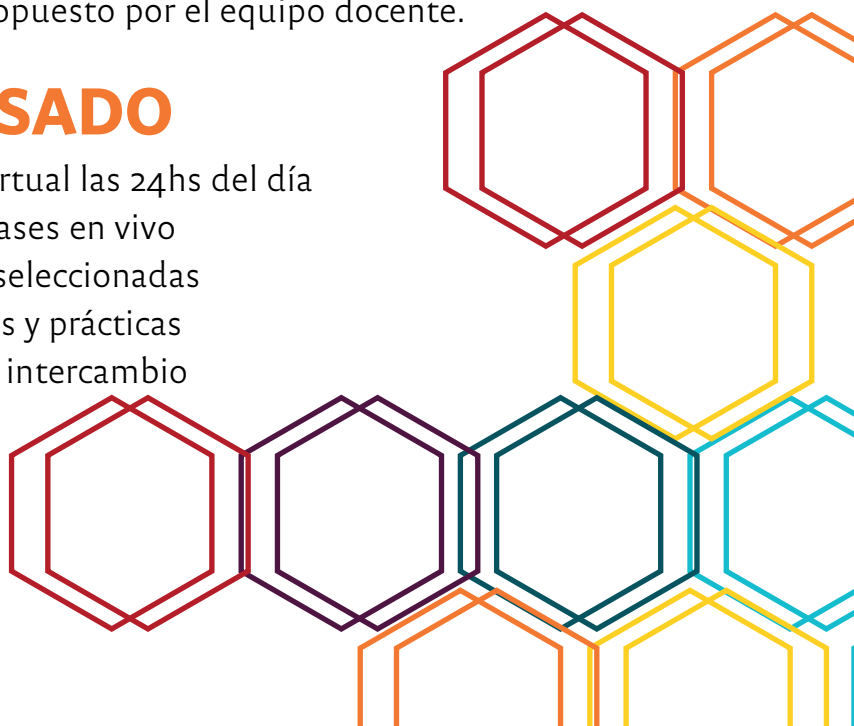 opuesto por el equipo docente.
SADO
rtual las 24hs del día
ases en vivo
seleccionadas
s y prácticas
intercambio